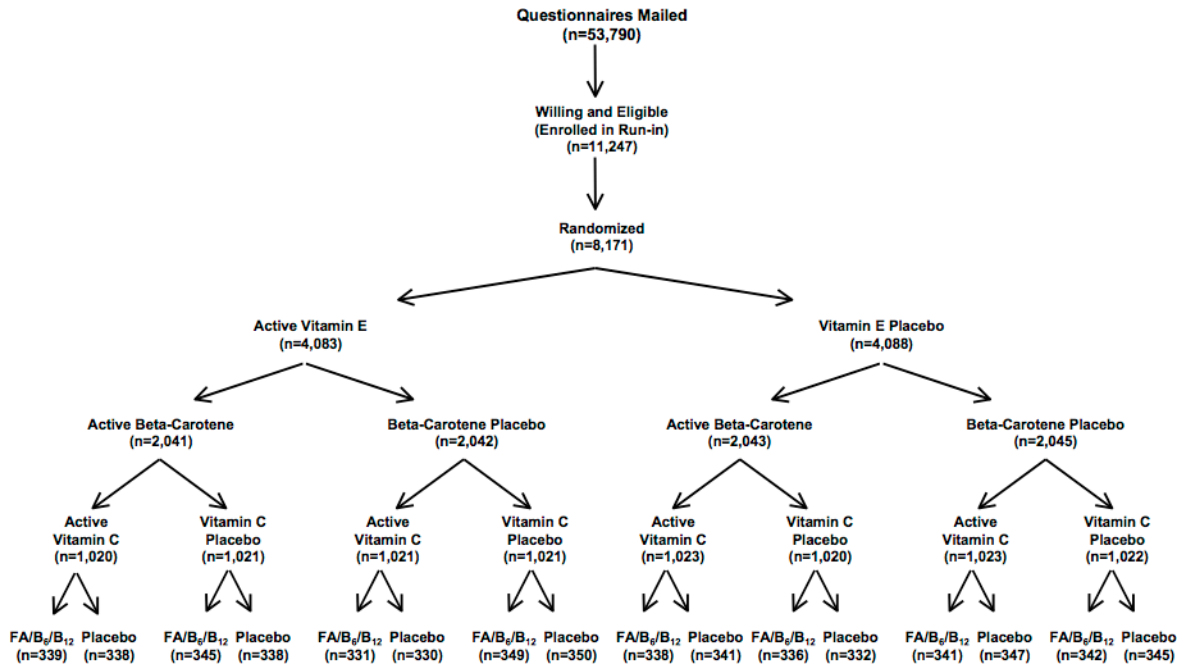 Questionnaires Mailed
(n=53,790)
Willing and Eligible
(Enrolled in Run-in)
(n=11,247)
Randomized
(n=8,171)
Active Vitamin E
(n=4,083)
Vitamin E Placebo
(n=4,088)
Active Beta-Carotene
(n=2,041)
Beta-Carotene Placebo
(n=2,042)
Active Beta-Carotene
(n=2,043)
Beta-Carotene Placebo
(n=2,045)
Active
Vitamin C
(n=1,020)
Vitamin C
Placebo
(n=1,021)
Active
Vitamin C
(n=1,021)
Vitamin C
Placebo
(n=1,021)
Active
Vitamin C
(n=1,023)
Vitamin C
Placebo
(n=1,020)
Active
Vitamin C
(n=1,023)
Vitamin C
Placebo
(n=1,022)
FA/B₆/B₁₂
(n=339)
Placebo
(n=338)
FA/B₆/B₁₂
(n=345)
Placebo
(n=338)
FA/B₆/B₁₂
(n=331)
Placebo
(n=330)
FA/B₆/B₁₂
(n=349)
Placebo
(n=350)
FA/B₆/B₁₂
(n=338)
Placebo
(n=341)
FA/B₆/B₁₂
(n=336)
Placebo
(n=332)
FA/B₆/B₁₂
(n=341)
Placebo
(n=347)
FA/B₆/B₁₂
(n=342)
Placebo
(n=345)